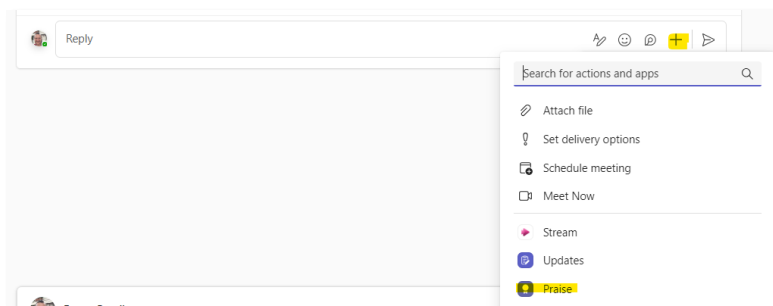 Reply
Search for actions and apps
Attach file
Set delivery options
Schedule meeting
Meet Now
Stream
Updates
Praise